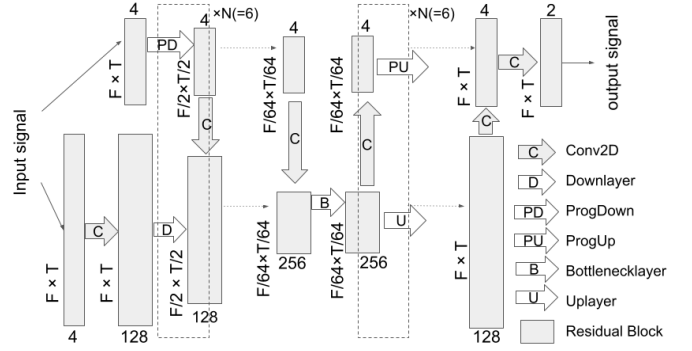 4
PD
4
×N(=6)
4
4
×N(=6)
4
2
F × T
F/2×T/2
F/64×T/64
F/64×T/64
PU
F × T
C
F × T
output signal
Input signal
C
C
C
C
C
Conv2D
D
Downlayer
PD
ProgDown
PU
ProgUp
B
Bottlenecklayer
U
Uplayer
Residual Block
F × T
C
F × T
D
F/2 × T/2
F/64×T/64
B
F/64×T/64
U
F × T
4
128
128
256
256
128